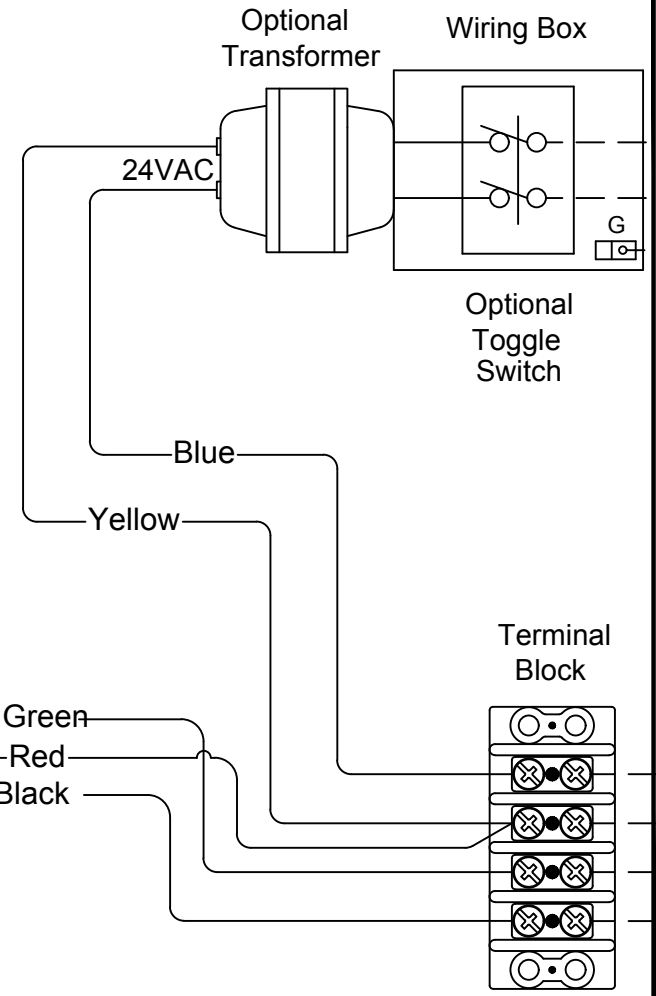 Optional
Transformer
Wiring Box
24VAC
G
Optional
Toggle
Switch
Blue
Yellow
Terminal
Block
Green
Red
Black